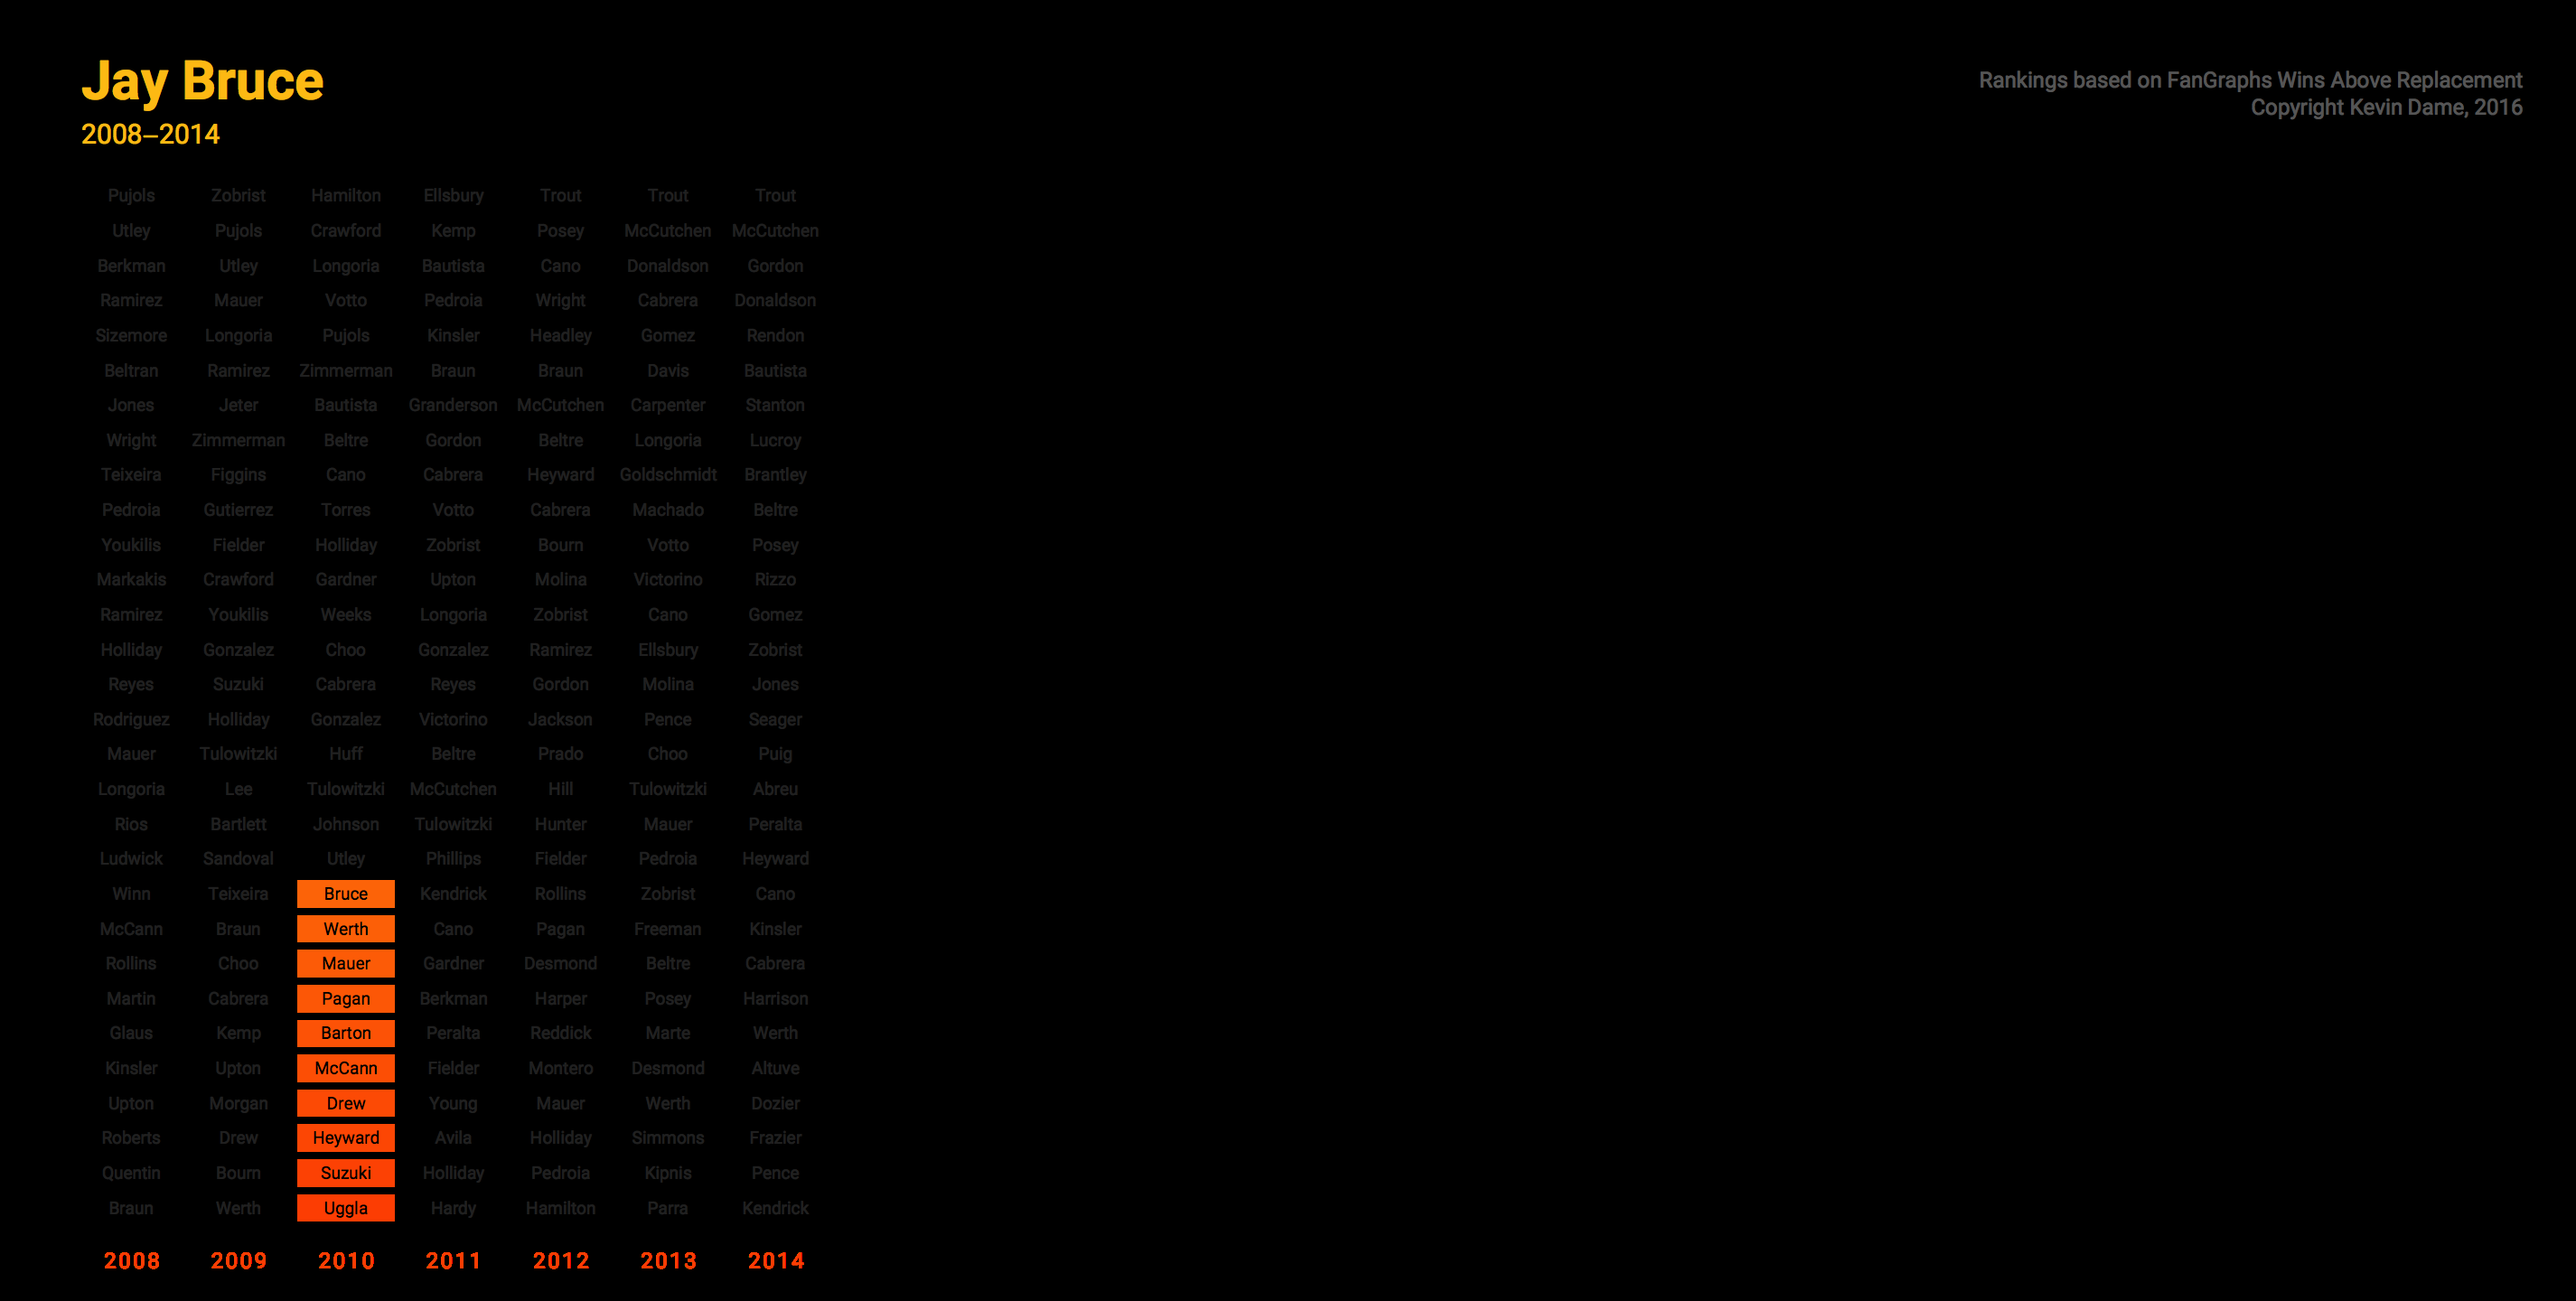 Jay Bruce
2008–2014
Rankings based on FanGraphs Wins Above Replacement
Copyright Kevin Dame, 2016
Pujols Zobrist Hamilton Ellsbury Trout Trout Trout
Utley Pujols Crawford Kemp Posey McCutchen McCutchen
Berkman Utley Longoria Bautista Cano Donaldson Gordon
Ramirez Mauer Votto Pedroia Wright Cabrera Donaldson
Sizemore Longoria Pujols Kinsler Headley Gomez Rendon
Beltran Ramirez Zimmerman Braun Braun Davis Bautista
Jones Jeter Bautista Granderson McCutchen Carpenter Stanton
Wright Zimmerman Beltre Gordon Beltre Longoria Lucroy
Teixeira Figgins Cano Cabrera Heyward Goldschmidt Brantley
Pedroia Gutierrez Torres Votto Cabrera Machado Beltre
Youkilis Fielder Holliday Zobrist Bourn Votto Posey
Markakis Crawford Gardner Upton Molina Victorino Rizzo
Ramirez Youkilis Weeks Longoria Zobrist Cano Gomez
Holliday Gonzalez Choo Gonzalez Ramirez Ellsbury Zobrist
Reyes Suzuki Cabrera Reyes Gordon Molina Jones
Rodriguez Holliday Gonzalez Victorino Jackson Pence Seager
Mauer Tulowitzki Huff Beltre Prado Choo Puig
Longoria Lee Tulowitzki McCutchen Hill Tulowitzki Abreu
Rios Bartlett Johnson Tulowitzki Hunter Mauer Peralta
Ludwick Sandoval Utley Phillips Fielder Pedroia Heyward
Winn Teixeira Bruce Kendrick Rollins Zobrist Cano
McCann Braun Werth Cano Pagan Freeman Kinsler
Rollins Choo Mauer Gardner Desmond Beltre Cabrera
Martin Cabrera Pagan Berkman Harper Posey Harrison
Glaus Kemp Barton Peralta Reddick Marte Werth
Kinsler Upton McCann Fielder Montero Desmond Altuve
Upton Morgan Drew Young Mauer Werth Dozier
Roberts Drew Heyward Avila Holliday Simmons Frazier
Quentin Bourn Suzuki Holliday Pedroia Kipnis Pence
Braun Werth Uggla Hardy Hamilton Parra Kendrick
2008 2009 2010 2011 2012 2013 2014